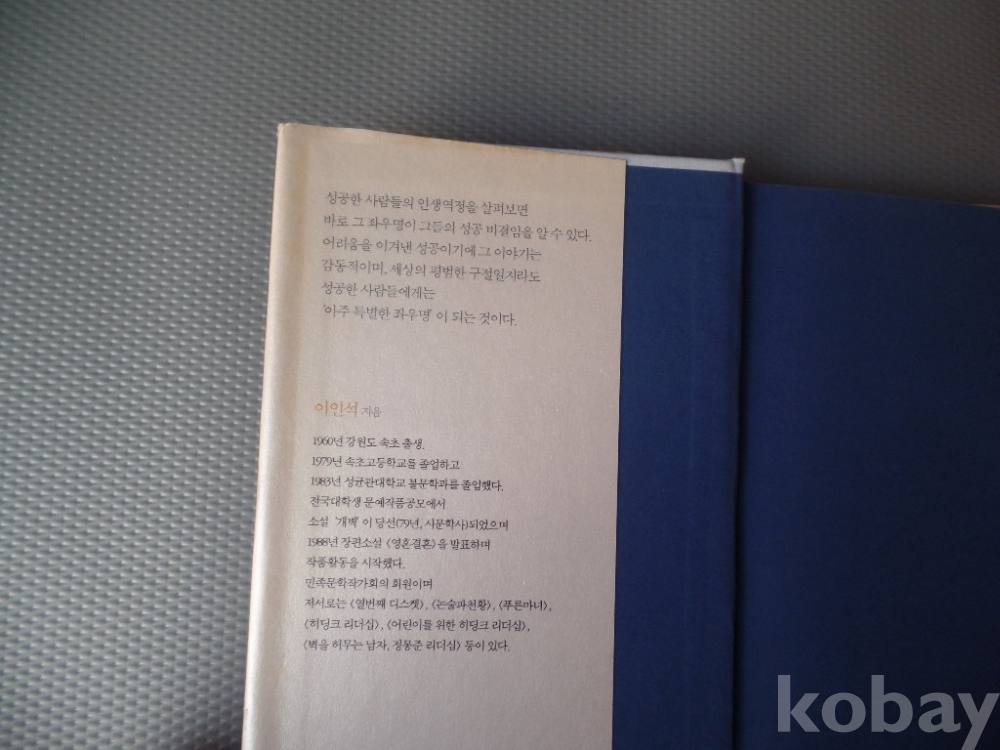 성공한 사람들의 인생역정을 살펴보면
바로 그 좌우명이 그들의 성공 비결임을 알 수 있다.
어려움을 이겨낸 성공이기에 그 이야기는
감동적이며, 세상의 평범한 구절일지라도
성공한 사람들에게는
'아주 특별한 좌우명' 이 되는 것이다.
이인석 지음
1960년 강원도 속초 출생.
1979년 속초고등학교를 졸업하고
1983년 성균관대학교 불문학과를 졸업했다.
전국대학생 문예작품공모에서
소설 '개벽' 이 당선(79년, 시문학사)되었으며
1988년 장편소설 《영혼결혼》을 발표하며
작품활동을 시작했다.
민족문학작가회의 회원이며
저서로는 《열번째 디스켓》, 《논술파천황》, 《푸른마녀》,
《히딩크 리더십》, 《어린이를 위한 히딩크 리더십》,
《벽을 허무는 남자, 정몽준 리더십》 등이 있다.
kobay